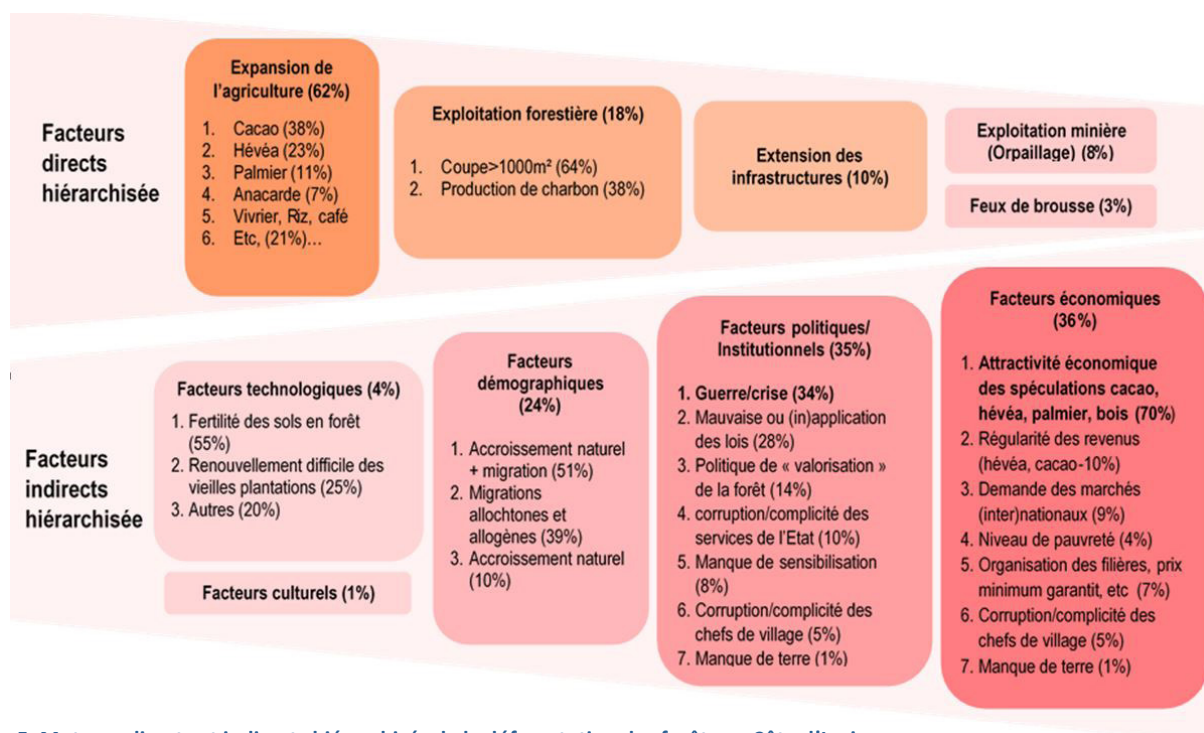 Facteurs
directs
hiérarchisée
Expansion de
l'agriculture (62%)
1. Cacao (38%)
2. Hévéa (23%)
3. Palmier (11%)
4. Anacarde (7%)
5. Vivrier, Riz, café
6. Etc, (21%)…
Exploitation forestière (18%)
1. Coupe>1000m² (64%)
2. Production de charbon (38%)
Extension des
infrastructures (10%)
Exploitation minière
(Orpaillage) (8%)
Feux de brousse (3%)
Facteurs
indirects
hiérarchisée
Facteurs technologiques (4%)
1. Fertilité des sols en forêt
(55%)
2. Renouvellement difficile des
vieilles plantations (25%)
3. Autres (20%)
Facteurs culturels (1%)
Facteurs
démographiques
(24%)
1. Accroissement naturel
+ migration (51%)
2. Migrations
allochtones et
allogènes (39%)
3. Accroissement naturel
(10%)
Facteurs politiques/
Institutionnels (35%)
1. Guerre/crise (34%)
2. Mauvaise ou (in)application
des lois (28%)
3. Politique de « valorisation »
de la forêt (14%)
4. corruption/complicité des
services de l'Etat (10%)
5. Manque de sensibilisation
(8%)
6. Corruption/complicité des
chefs de village (5%)
7. Manque de terre (1%)
Facteurs économiques
(36%)
1. Attractivité économique
des spéculations cacao,
hévéa, palmier, bois (70%)
2. Régularité des revenus
(hévéa, cacao-10%)
3. Demande des marchés
(inter)nationaux (9%)
4. Niveau de pauvreté (4%)
5. Organisation des filières, prix
minimum garantit, etc (7%)
6. Corruption/complicité des
chefs de village (5%)
7. Manque de terre (1%)